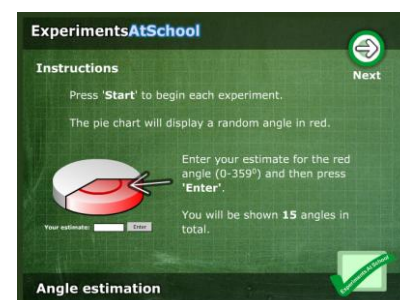 ExperimentsAtSchool
Instructions
Next
Press 'Start' to begin each experiment.
The pie chart will display a random angle in red.
Enter your estimate for the red
angle (0-359⁰) and then press
'Enter'.
You will be shown 15 angles in
total.
Your estimate: Enter
ExperimentsAtSchool
Angle estimation